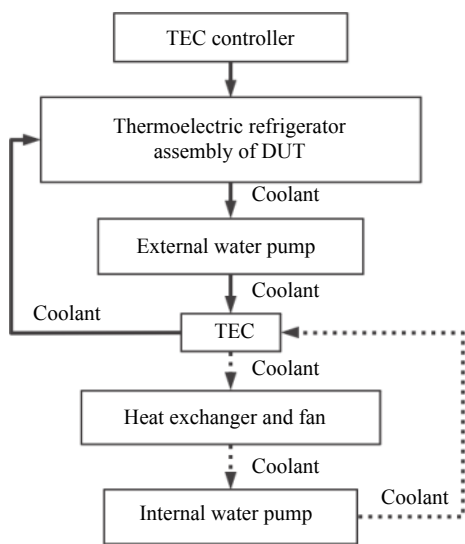 TEC controller
Thermoelectric refrigerator
assembly of DUT
Coolant
External water pump
Coolant
Coolant
TEC
Coolant
Heat exchanger and fan
Coolant
Coolant
Internal water pump